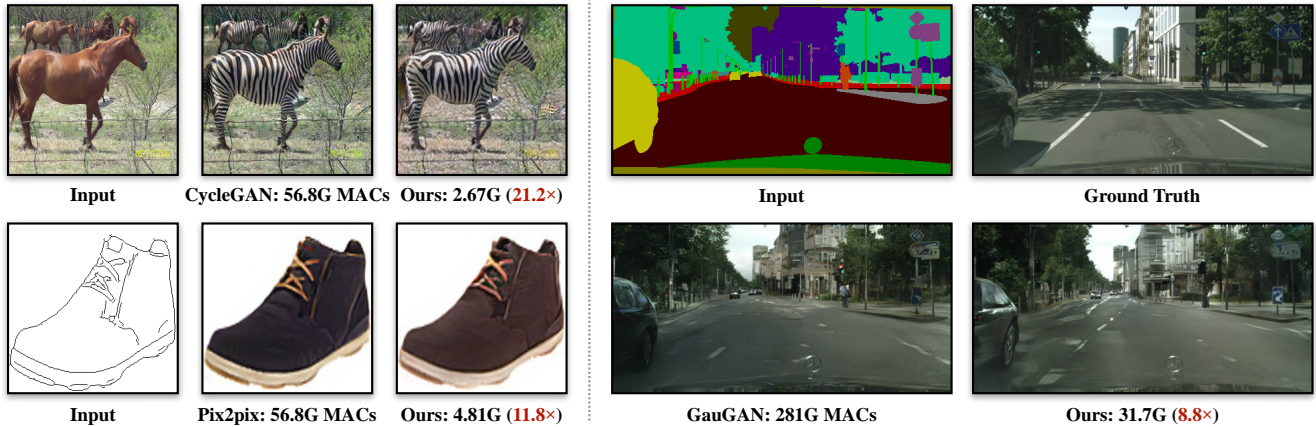 Input
CycleGAN: 56.8G MACs
Ours: 2.67G (21.2×)
Input
Pix2pix: 56.8G MACs
Ours: 4.81G (11.8×)
Input
Ground Truth
GauGAN: 281G MACs
Ours: 31.7G (8.8×)